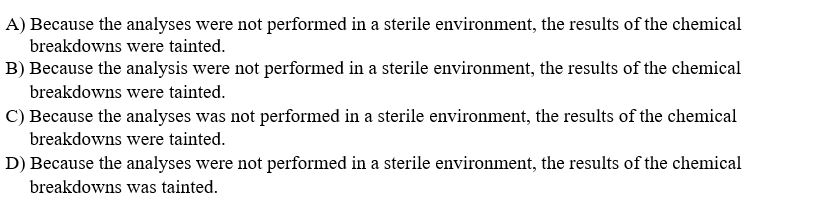 A) Because the analyses were not performed in a sterile environment, the results of the chemical
breakdowns were tainted.
B) Because the analysis were not performed in a sterile environment, the results of the chemical
breakdowns were tainted.
C) Because the analyses was not performed in a sterile environment, the results of the chemical
breakdowns were tainted.
D) Because the analyses were not performed in a sterile environment, the results of the chemical
breakdowns was tainted.